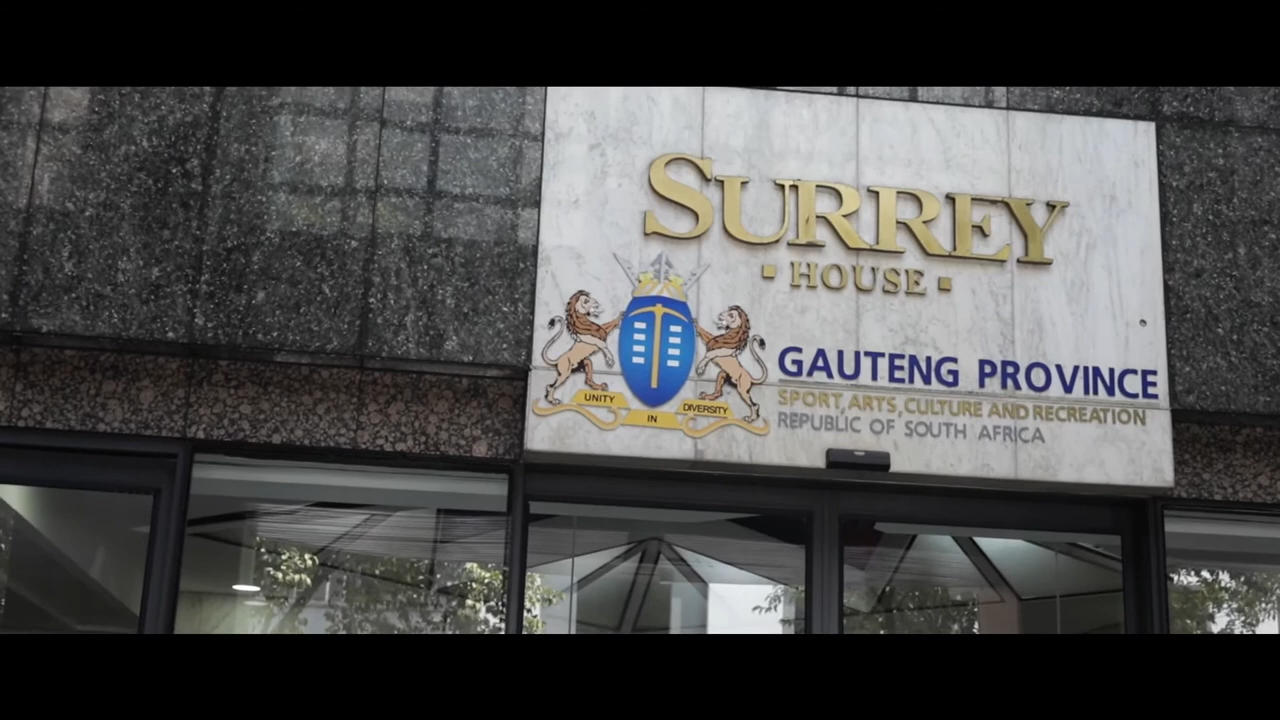 SURREY
HOUSE
UNITY IN DIVERSITY
GAUTENG PROVINCE
SPORT, ARTS, CULTURE AND RECREATION
REPUBLIC OF SOUTH AFRICA